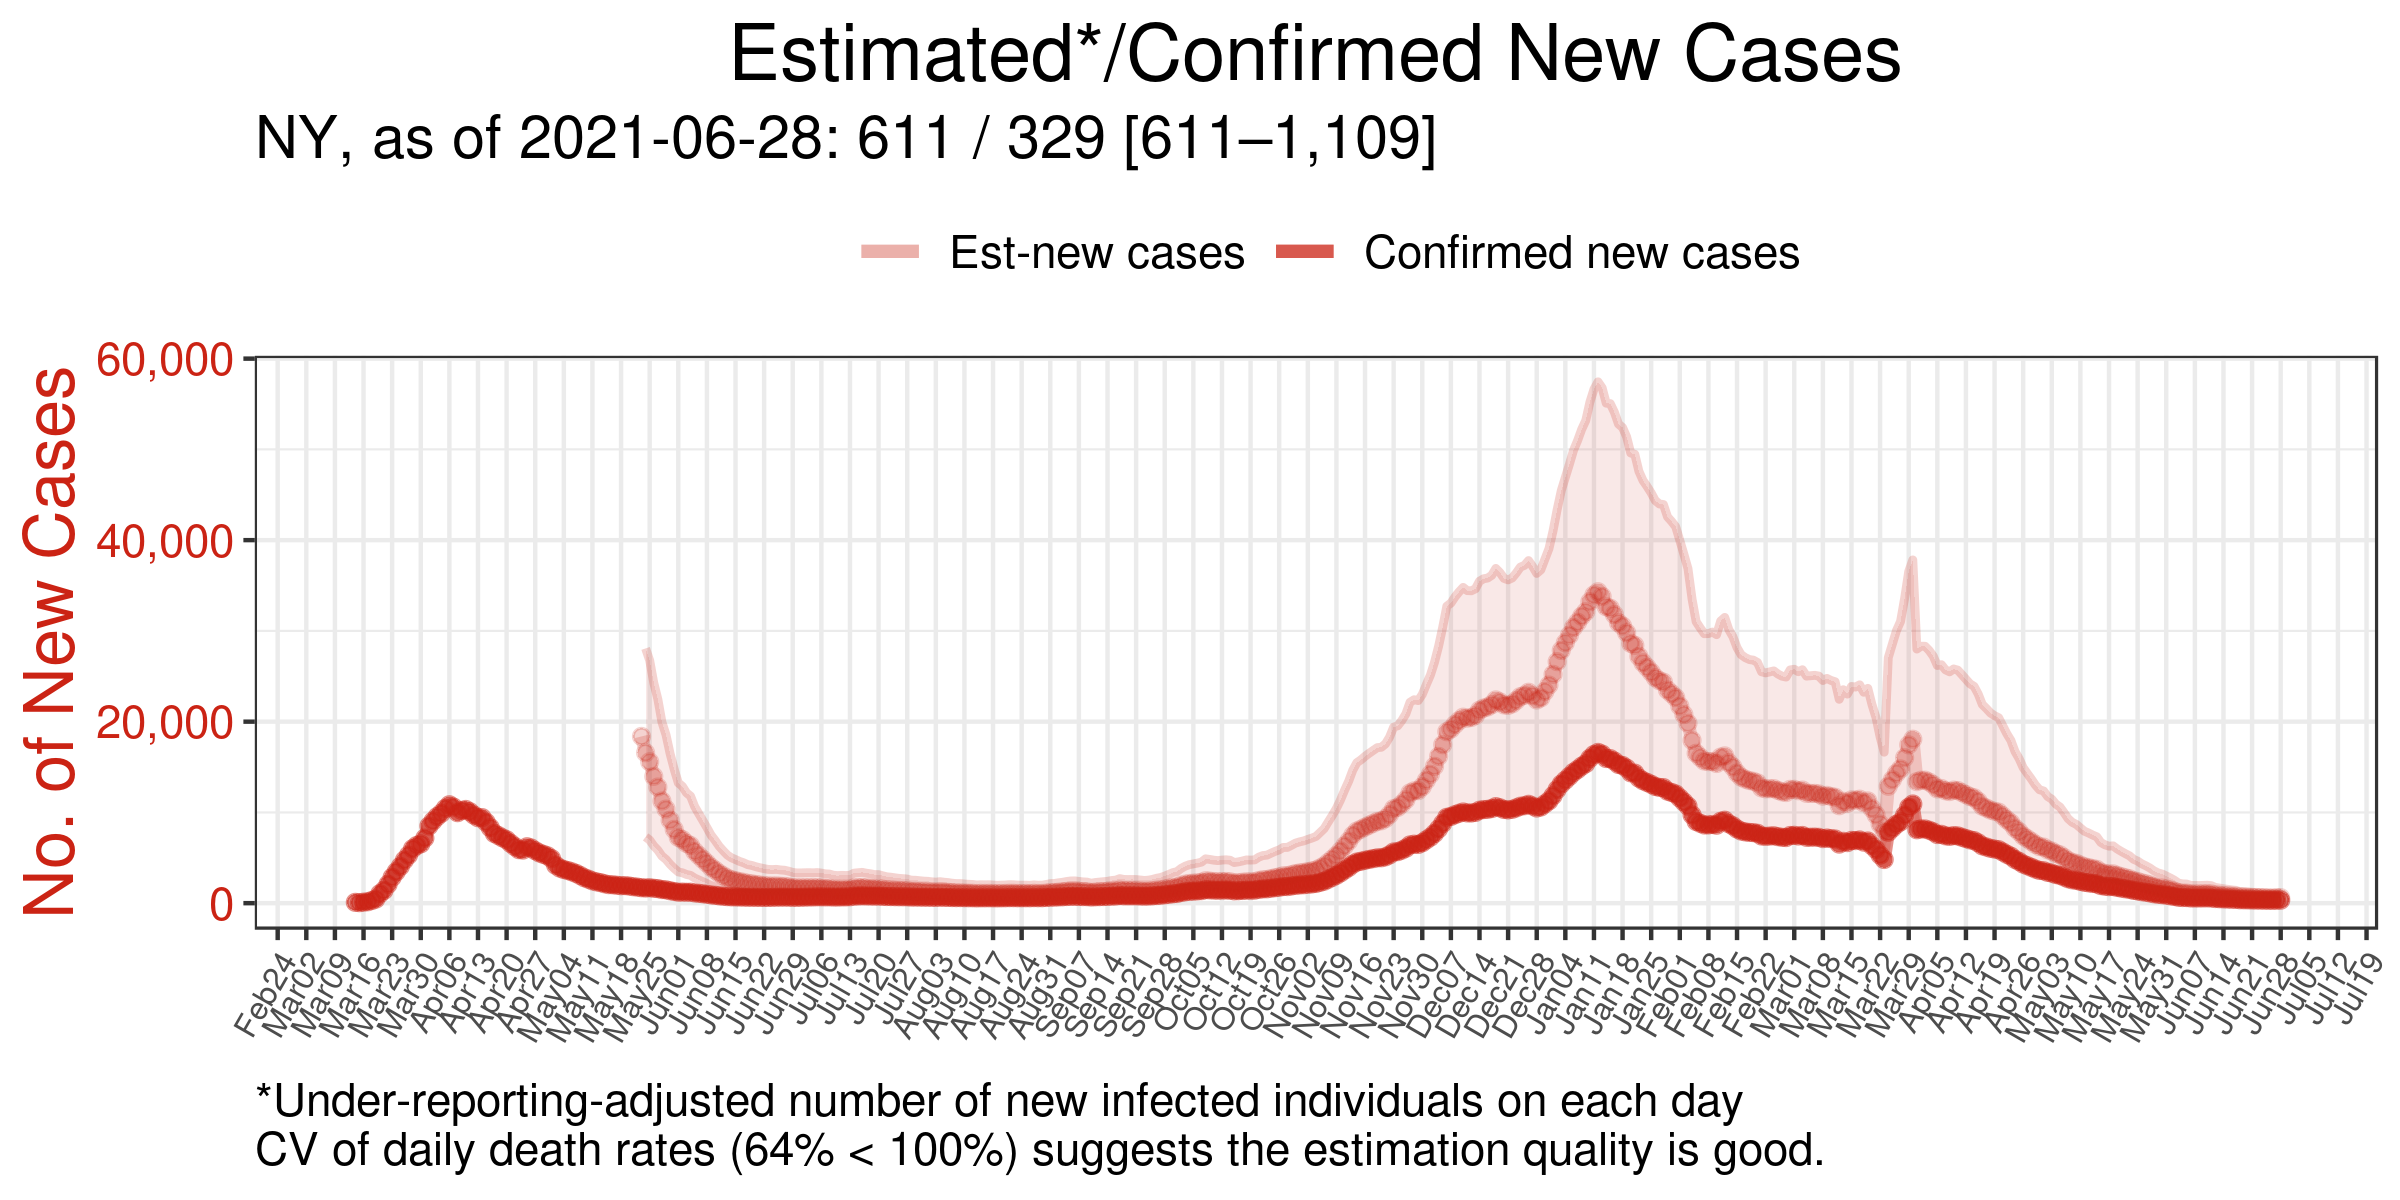 Estimated*/Confirmed New Cases
NY, as of 2021-06-28: 611 / 329 [611–1,109]
Est-new cases
Confirmed new cases
No. of New Cases
60,000
40,000
20,000
0
Feb24
Mar02
Mar09
Mar16
Mar23
Mar30
Apr06
Apr13
Apr20
Apr27
May04
May11
May18
May25
Jun01
Jun08
Jun15
Jun22
Jun29
Jul06
Jul13
Jul20
Jul27
Aug03
Aug10
Aug17
Aug24
Aug31
Sep07
Sep14
Sep21
Sep28
Oct05
Oct12
Oct19
Oct26
Nov02
Nov09
Nov16
Nov23
Nov30
Dec07
Dec14
Dec21
Dec28
Jan04
Jan11
Jan18
Jan25
Feb01
Feb08
Feb15
Feb22
Mar01
Mar08
Mar15
Mar22
Mar29
Apr05
Apr12
Apr19
Apr26
May03
May10
May17
May24
May31
Jun07
Jun14
Jun21
Jun28
Jul05
Jul12
Jul19
*Under-reporting-adjusted number of new infected individuals on each day
CV of daily death rates (64% < 100%) suggests the estimation quality is good.